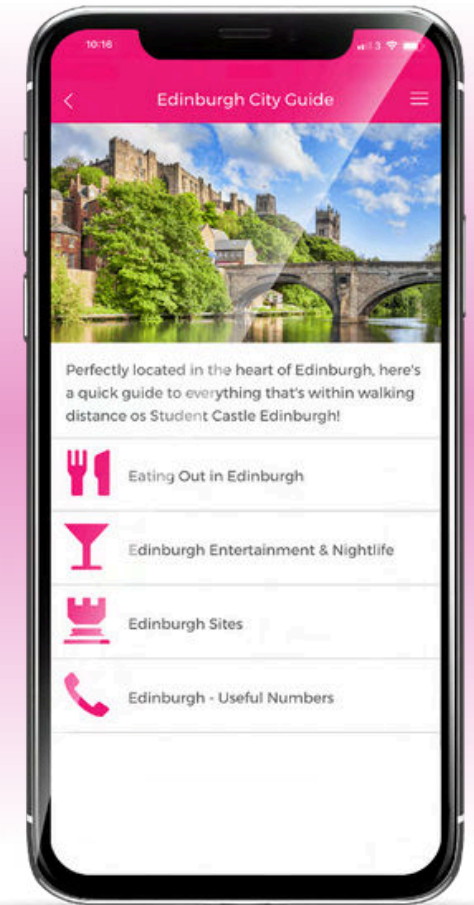 10:16
Edinburgh City Guide
Perfectly located in the heart of Edinburgh, here's
a quick guide to everything that's within walking
distance os Student Castle Edinburgh!
Eating Out in Edinburgh
Edinburgh Entertainment & Nightlife
Edinburgh Sites
Edinburgh - Useful Numbers